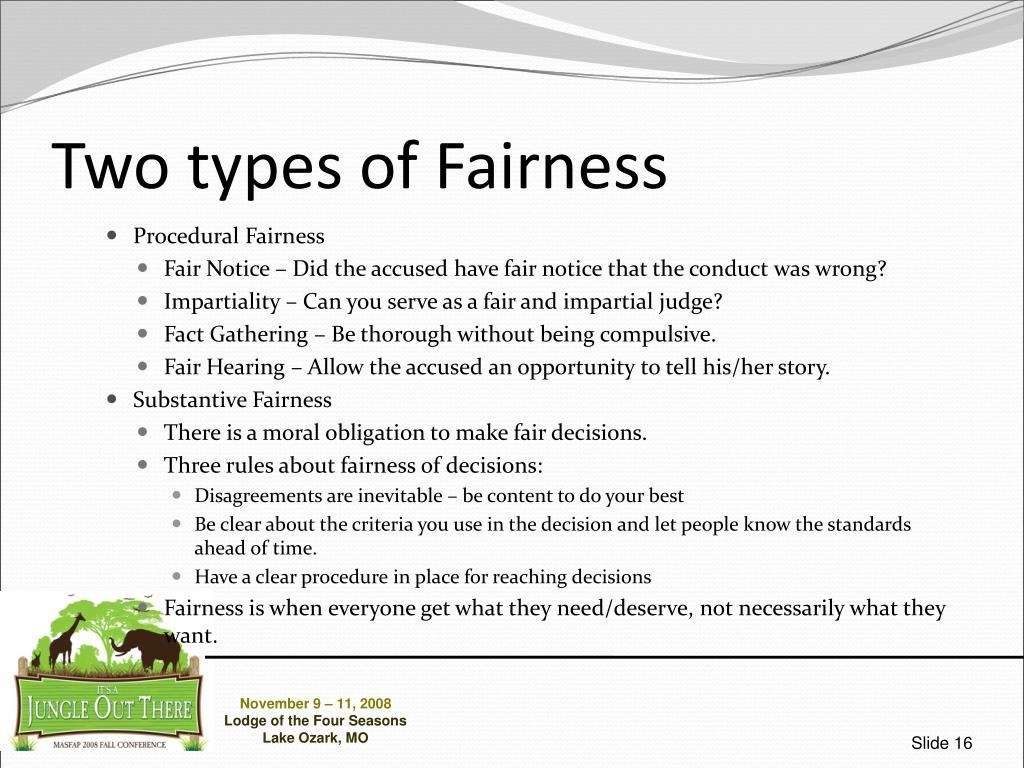 Two types of Fairness
• Procedural Fairness
• Fair Notice – Did the accused have fair notice that the conduct was wrong?
• Impartiality – Can you serve as a fair and impartial judge?
• Fact Gathering – Be thorough without being compulsive.
• Fair Hearing – Allow the accused an opportunity to tell his/her story.
• Substantive Fairness
• There is a moral obligation to make fair decisions.
• Three rules about fairness of decisions:
• Disagreements are inevitable – be content to do your best
• Be clear about the criteria you use in the decision and let people know the standards
ahead of time.
• Have a clear procedure in place for reaching decisions
• Fairness is when everyone get what they need/deserve, not necessarily what they
want.
IT'S A
JUNGLE OUT THERE
MASFAP 2008 FALL CONFERENCE
November 9 – 11, 2008
Lodge of the Four Seasons
Lake Ozark, MO
Slide 16